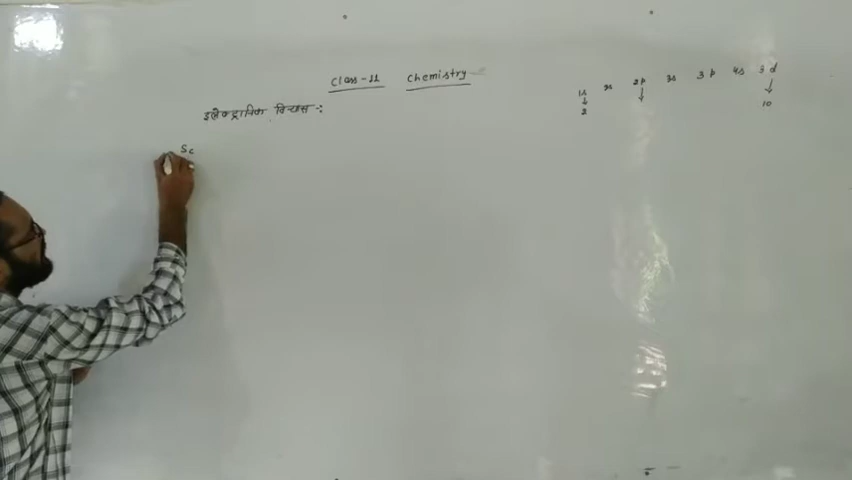 Class-11 Chemistry
1s 2s 2p 3s 3p 4s 3d
↓ ↓ ↓
2 10
इलेक्ट्रानिक विन्यास -:
Sc